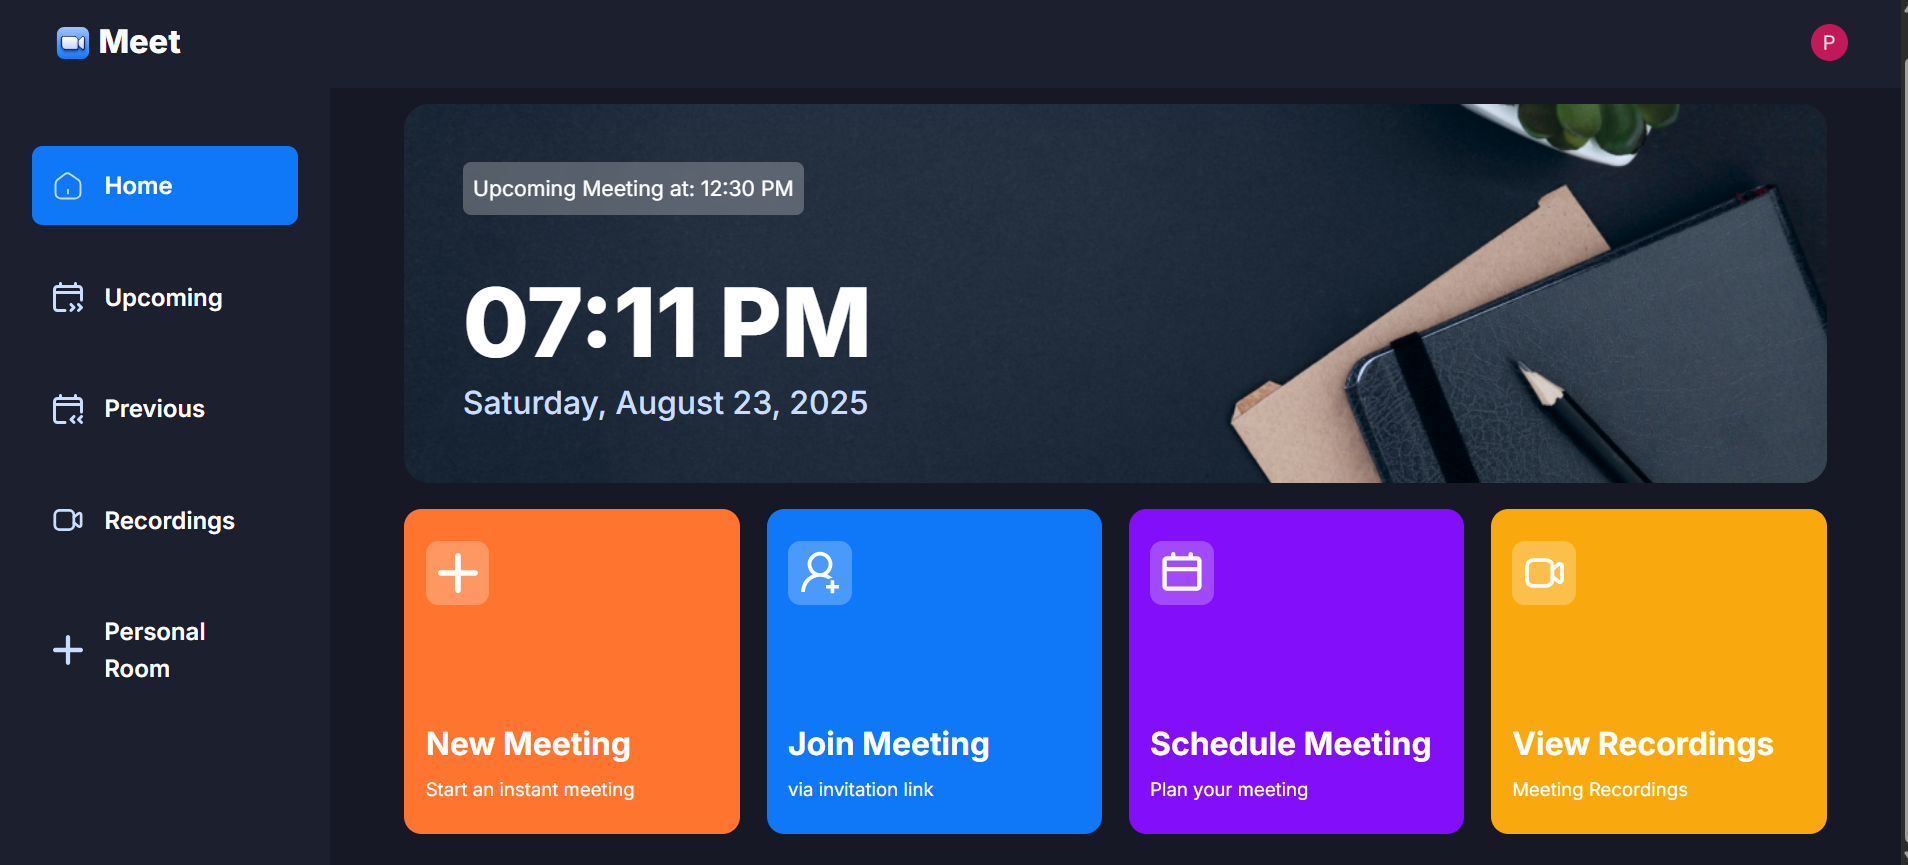 Meet
P
Home
Upcoming
Previous
Recordings
Personal
Room
Upcoming Meeting at: 12:30 PM
07:11 PM
Saturday, August 23, 2025
New Meeting
Start an instant meeting
Join Meeting
via invitation link
Schedule Meeting
Plan your meeting
View Recordings
Meeting Recordings